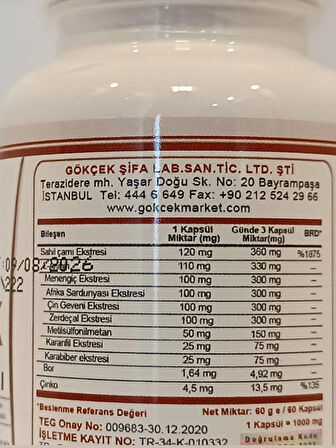 GÖKÇEK ŞİFA LAB.SAN.TİC. LTD. ŞTİ
Terazidere mh. Yaşar Doğu Sk. No: 20 Bayrampaşa
İSTANBUL Tel: 444 6 649 Fax: +90 212 524 29 66
www.gokcekmarket.com
Bileşen 1 Kapsül Miktar (mg) Günde 3 Kapsül Miktar(mg) BRD*
Sahil çamı Ekstresi 120 mg 360 mg %1875
Ekstresi 110 mg 330 mg
Menengiç Ekstresi 100 mg 300 mg
Afrika Sardunyası Ekstresi 100 mg 300 mg
Çin Geveni Ekstresi 100 mg 300 mg
Zerdeçal Ekstresi 100 mg 300 mg
Metilsülfonilmetan 50 mg 150 mg
Karanfil Ekstresi 25 mg 75 mg
Karabiber ekstresi 25 mg 75 mg
Bor 1,64 mg 4,92 mg
Çinko 4,5 mg 13,5 mg %135
*Beslenme Referans Değeri Net Miktar: 60 g e / 60 Kapsül
TEG Onay No: 009683-30.12.2020 1 Kapsül = 1000 mg
İŞLETME KAYIT NO: TR-34-K-010332 Doğrulama Kodu
08/2026
222